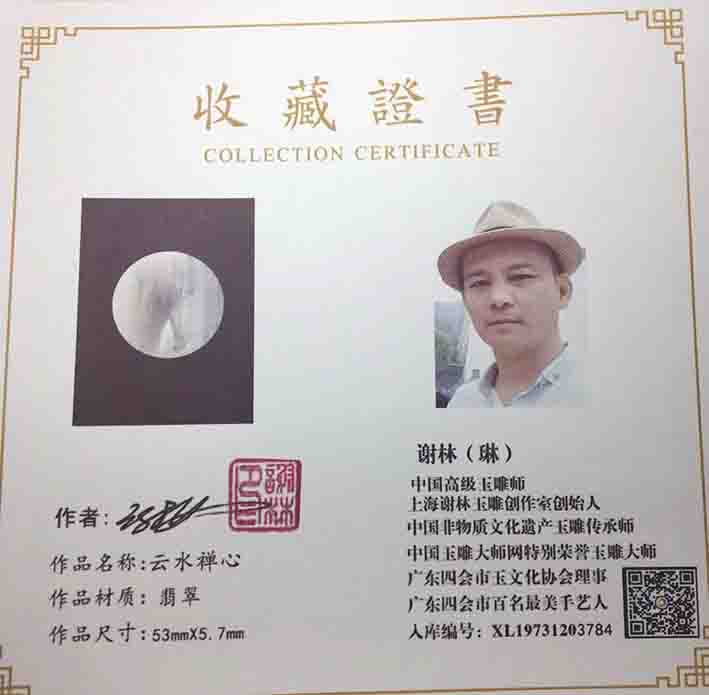 收藏證書
COLLECTION CERTIFICATE
作者：
作品名称：云水禅心
作品材质：翡翠
作品尺寸：53mmX5.7mm
谢林（琳）
中国高级玉雕师
上海谢林玉雕创作室创始人
中国非物质文化遗产玉雕传承师
中国玉雕大师网特别荣誉玉雕大师
广东四会市玉文化协会理事
广东四会市百名最美手艺人
入库编号：XL19731203784